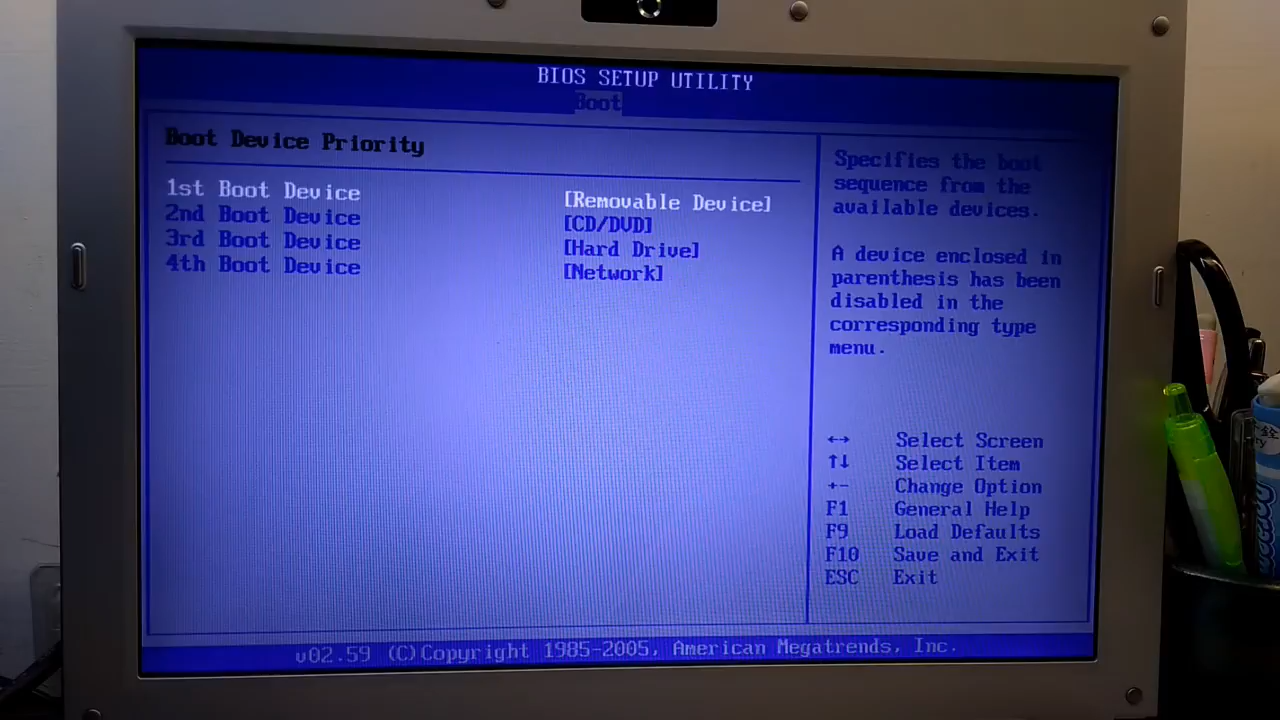 BIOS SETUP UTILITY
Boot
Boot Device Priority
1st Boot Device [Removable Device]
2nd Boot Device [CD/DVD]
3rd Boot Device [Hard Drive]
4th Boot Device [Network]
Specifies the boot
sequence from the
available devices.
A device enclosed in
parenthesis has been
disabled in the
corresponding type
menu.
↔ Select Screen
↑↓ Select Item
+- Change Option
F1 General Help
F9 Load Defaults
F10 Save and Exit
ESC Exit
v02.59 (C)Copyright 1985-2005, American Megatrends, Inc.